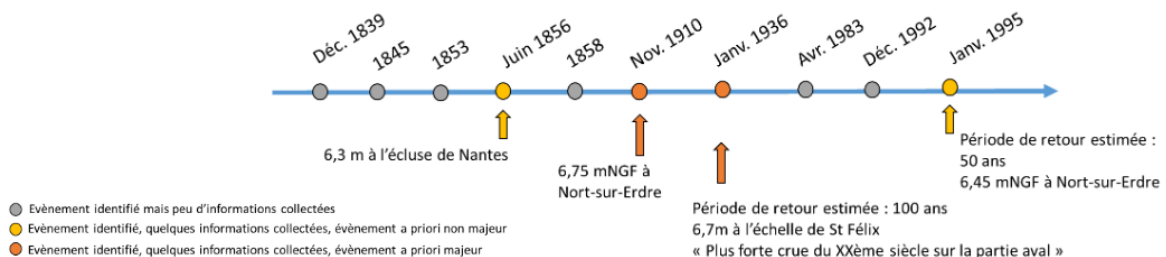 Déc. 1839
1845
1853
Juin 1856
1858
Nov. 1910
Janv. 1936
Avr. 1983
Déc. 1992
Janv. 1995
6,3 m à l'écluse de Nantes
6,75 mNGF à
Nort-sur-Erdre
Période de retour estimée : 100 ans
6,7m à l'échelle de St Félix
« Plus forte crue du XXème siècle sur la partie aval »
Période de retour estimée :
50 ans
6,45 mNGF à Nort-sur-Erdre
Evènement identifié mais peu d'informations collectées
Evènement identifié, quelques informations collectées, évènement a priori non majeur
Evènement identifié, quelques informations collectées, évènement a priori majeur